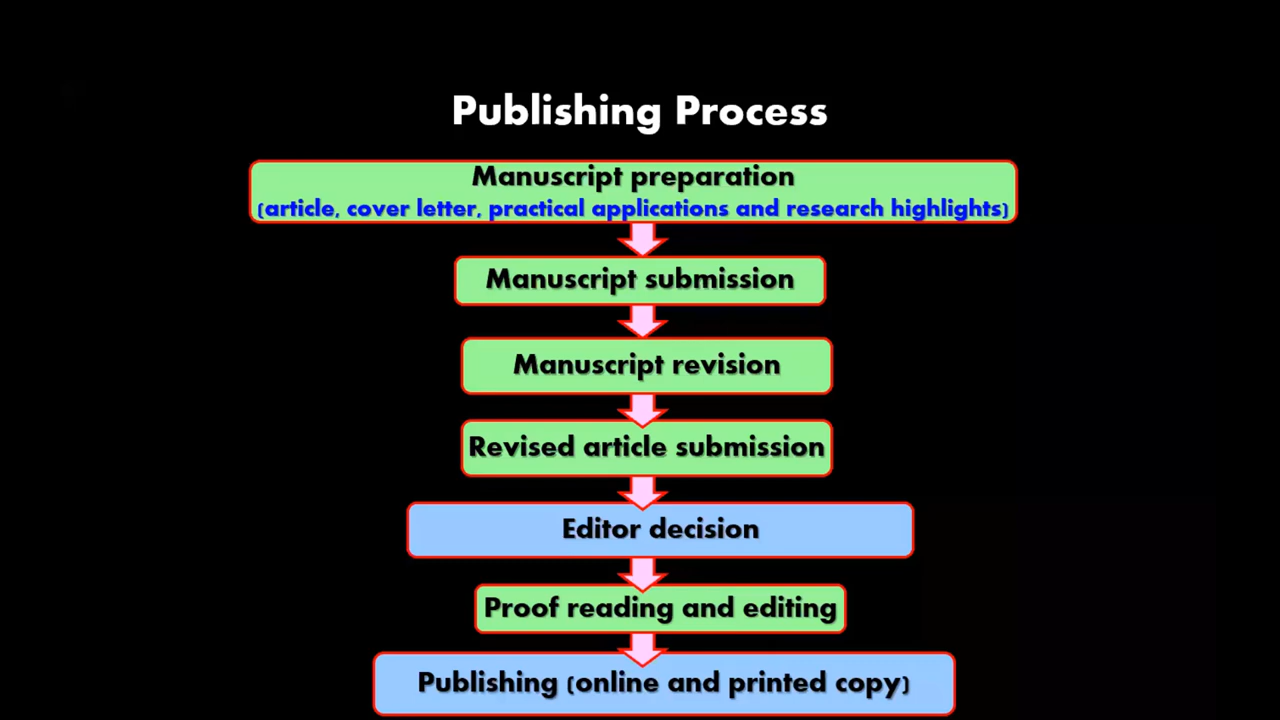 Publishing Process
Manuscript preparation
(article, cover letter, practical applications and research highlights)
Manuscript submission
Manuscript revision
Revised article submission
Editor decision
Proof reading and editing
Publishing (online and printed copy)